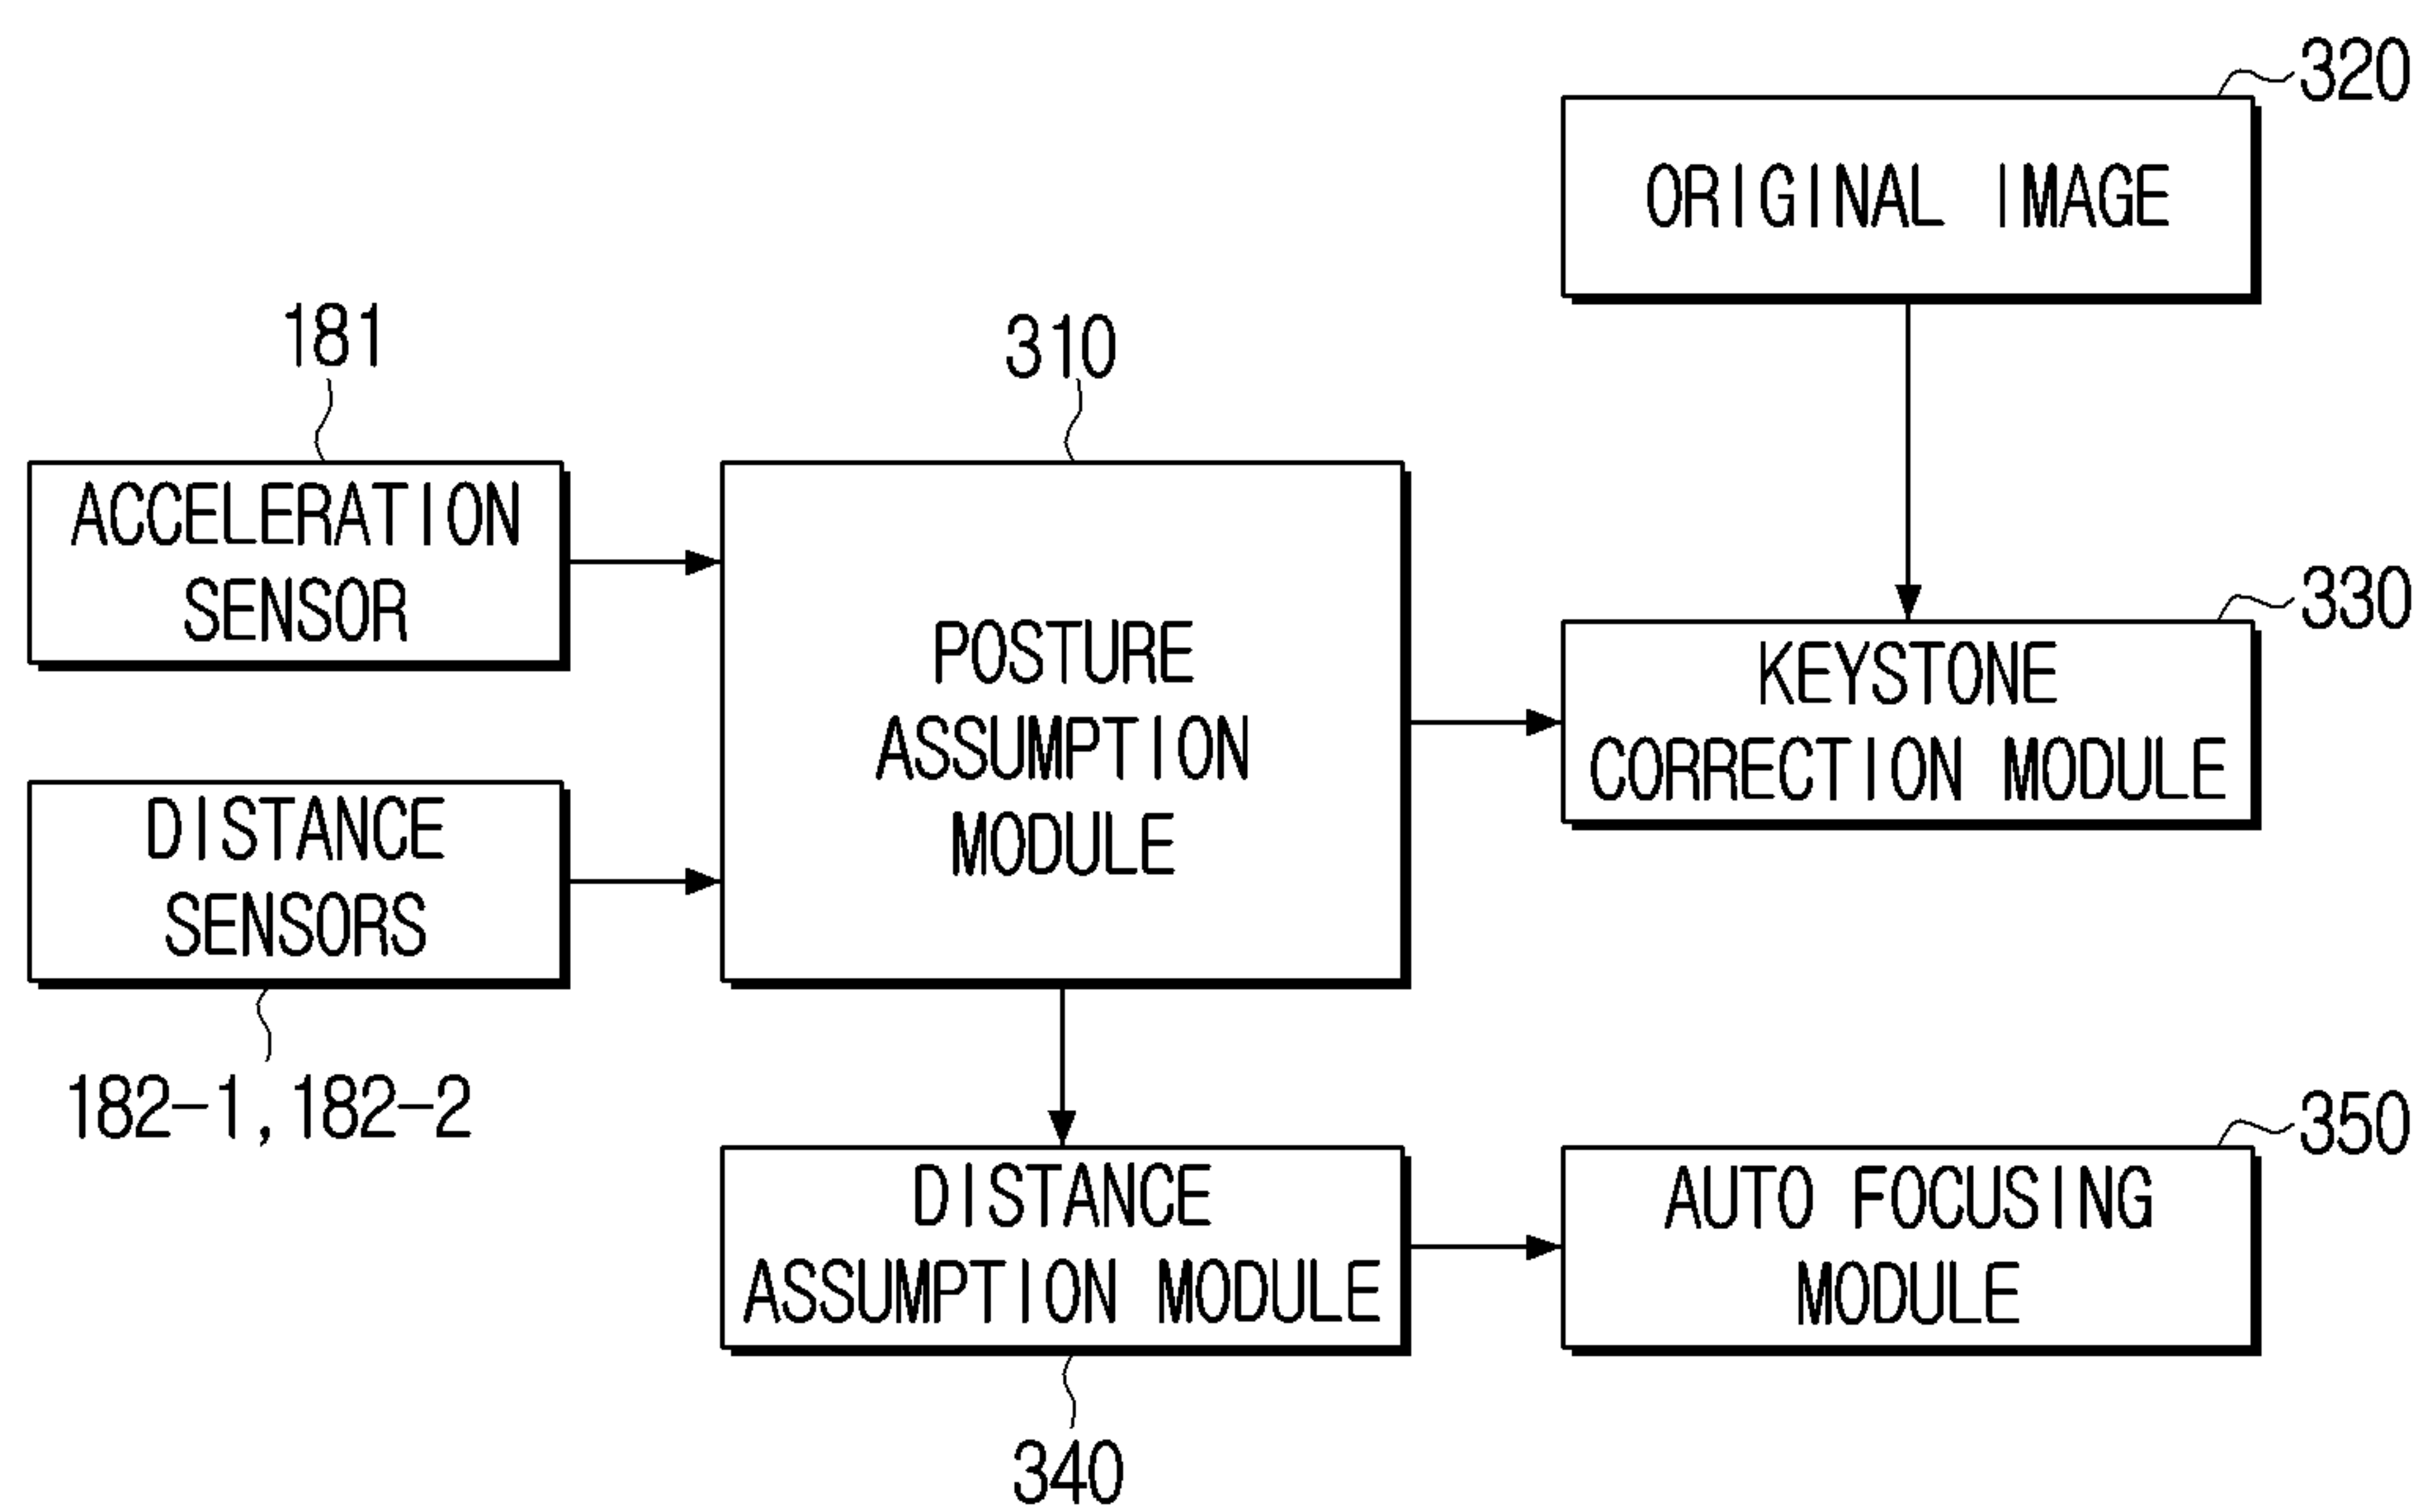 320
ORIGINAL IMAGE
181
ACCELERATION
SENSOR
310
POSTURE
ASSUMPTION
MODULE
330
KEYSTONE
CORRECTION MODULE
DISTANCE
SENSORS
182-1, 182-2
DISTANCE
ASSUMPTION MODULE
340
350
AUTO FOCUSING
MODULE